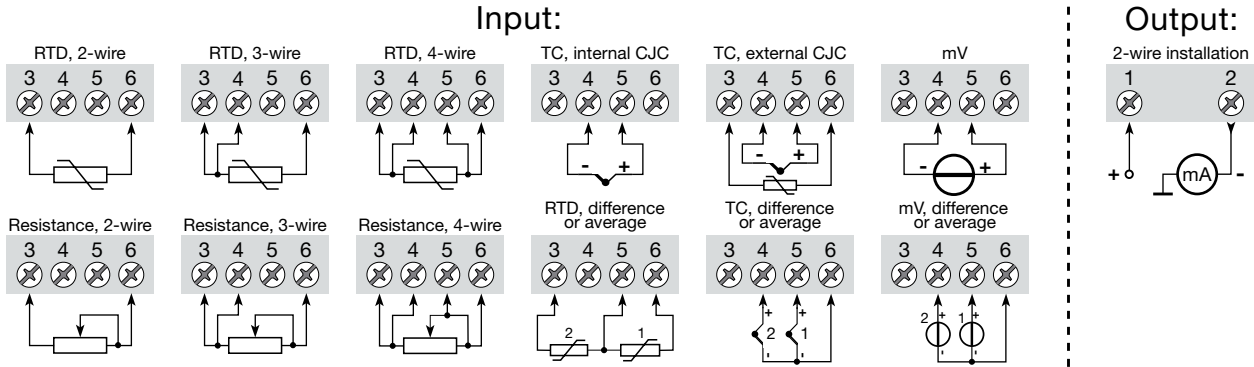 Input:
Output:
RTD, 2-wire
3 4 5 6
RTD, 3-wire
3 4 5 6
RTD, 4-wire
3 4 5 6
TC, internal CJC
3 4 5 6
- +
TC, external CJC
3 4 5 6
- +
mV
3 4 5 6
- +
2-wire installation
1 2
+ mA -
Resistance, 2-wire
3 4 5 6
Resistance, 3-wire
3 4 5 6
Resistance, 4-wire
3 4 5 6
RTD, difference
or average
3 4 5 6
2 1
TC, difference
or average
3 4 5 6
+ +
2 1
- -
mV, difference
or average
3 4 5 6
2 + 1 +
- -